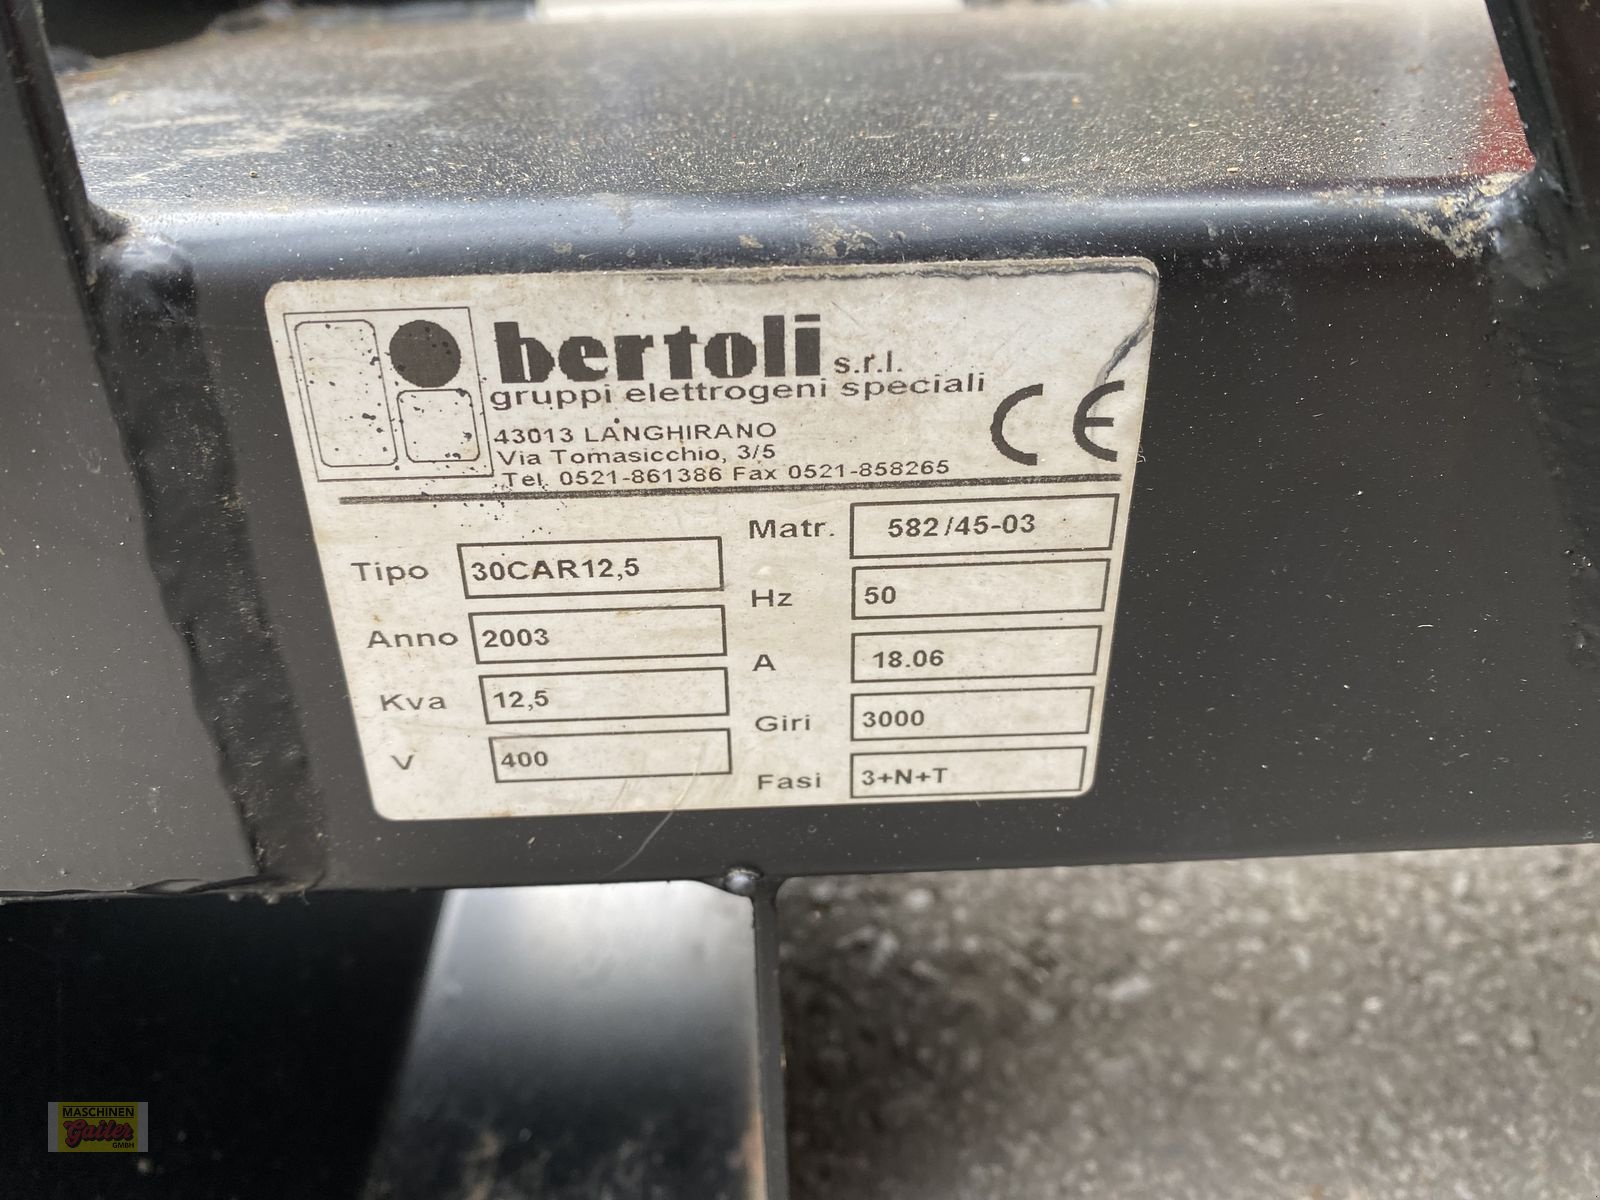 bertoli s.r.l.
gruppi elettrogeni speciali
43013 LANGHIRANO
Via Tomasicchio, 3/5
Tel. 0521-861386 Fax 0521-858265
CE
Matr. 582/45-03
Tipo 30CAR12,5
Hz 50
Anno 2003
A 18.06
Kva 12,5
Giri 3000
V 400
Fasi 3+N+T
MASCHINEN
Gailer
GMBH